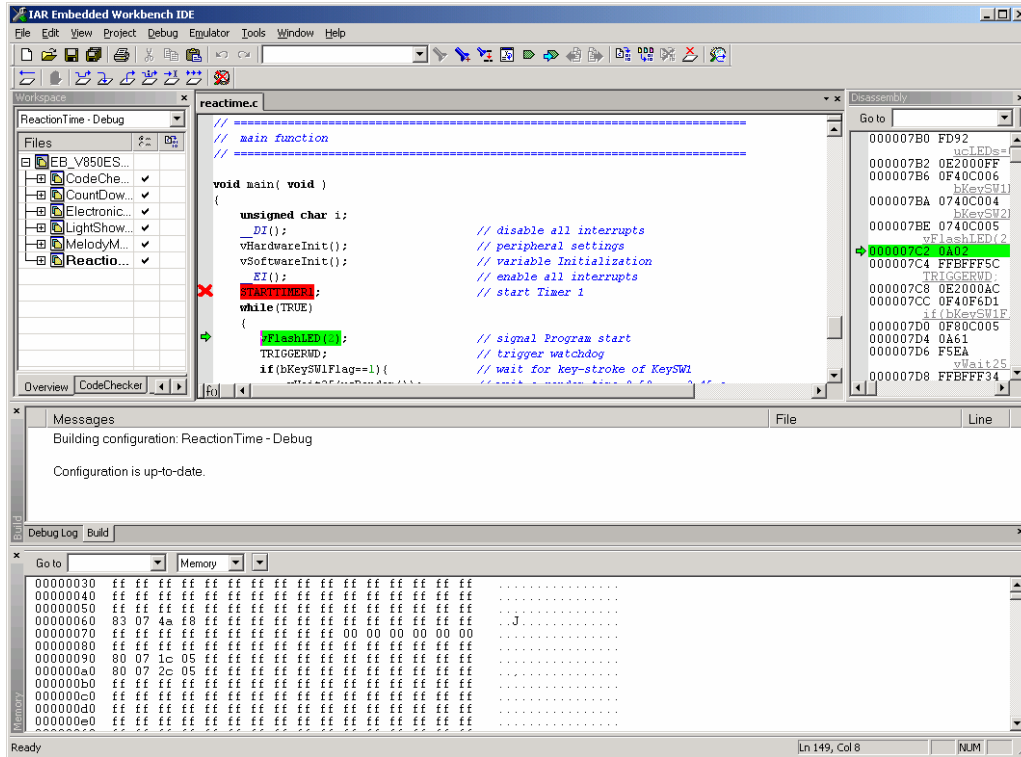 IAR Embedded Workbench IDE
File Edit View Project Debug Emulator Tools Window Help
Workspace
ReactionTime - Debug
Files
EB_V850ES...
CodeChe...
CountDow...
Electronic...
LightShow...
MelodyM...
Reactio...
Overview CodeChecker
reactime.c
// ============================================================================
// main function
// ============================================================================
void main( void )
{
unsigned char i;
__DI(); // disable all interrupts
vHardwareInit(); // peripheral settings
vSoftwareInit(); // variable Initialization
__EI(); // enable all interrupts
STARTTIMER1; // start Timer 1
while(TRUE)
{
vFlashLED(2); // signal Program start
TRIGGERWD; // trigger watchdog
if(bKeySW1Flag==1){ // wait for key-stroke of KeySW1
f()
Disassembly
Go to
000007B0 FD92
ucLEDs=
000007B2 0E2000FF
000007B6 0F40C006
bKeySW1
000007BA 0740C004
bKeySW2
000007BE 0740C005
vFlashLED(2
000007C2 0A02
000007C4 FFBFFF5C
TRIGGERWD;
000007C8 0E2000AC
000007CC 0F40F6D1
if(bKeySW1F
000007D0 0F80C005
000007D4 0A61
000007D6 F5EA
vWait25
000007D8 FFBFFF34
Messages File Line
Building configuration: ReactionTime - Debug
Configuration is up-to-date.
Build
Debug Log Build
Go to Memory
00000030 ff ff ff ff ff ff ff ff ff ff ff ff ff ff ff ff ................
00000040 ff ff ff ff ff ff ff ff ff ff ff ff ff ff ff ff ................
00000050 ff ff ff ff ff ff ff ff ff ff ff ff ff ff ff ff ................
00000060 83 07 4a f8 ff ff ff ff ff ff ff ff ff ff ff ff ..J.............
00000070 ff ff ff ff ff ff ff ff ff ff 00 00 00 00 00 00 ................
00000080 ff ff ff ff ff ff ff ff ff ff ff ff ff ff ff ff ................
00000090 80 07 1c 05 ff ff ff ff ff ff ff ff ff ff ff ff ................
000000a0 80 07 2c 05 ff ff ff ff ff ff ff ff ff ff ff ff ..,.............
000000b0 ff ff ff ff ff ff ff ff ff ff ff ff ff ff ff ff ................
000000c0 ff ff ff ff ff ff ff ff ff ff ff ff ff ff ff ff ................
000000d0 ff ff ff ff ff ff ff ff ff ff ff ff ff ff ff ff ................
000000e0 ff ff ff ff ff ff ff ff ff ff ff ff ff ff ff ff ................
Memory
Ready Ln 149, Col 8 NUM